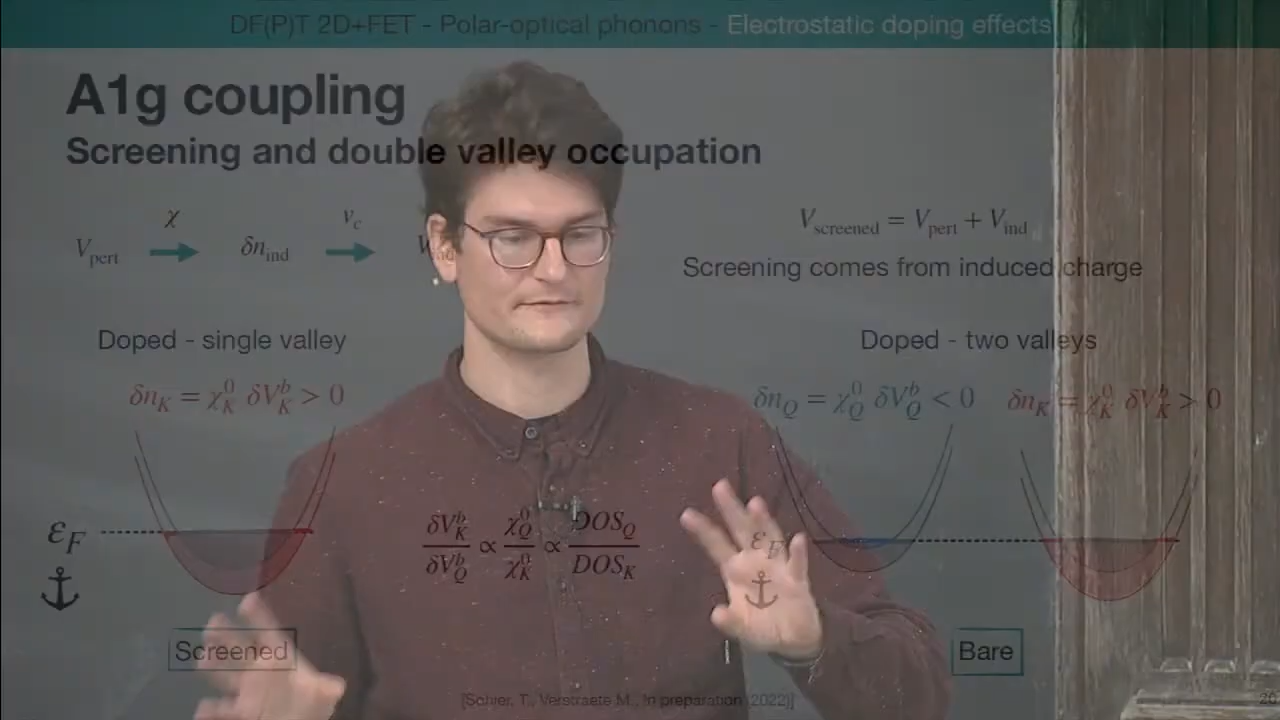 DF(P)T 2D+FET - Polar-optical phonons - Electrostatic doping effects
A1g coupling
Screening and double valley occupation
V_pert → χ δn_ind → v_c
V_screened = V_pert + V_ind
Screening comes from induced charge
Doped - single valley
Doped - two valleys
δn_K = χ^0_K δV^b_K > 0
δn_Q = χ^0_Q δV^b_Q < 0
δn_K = χ^0_K δV^b_K > 0
δV^b_K / δV^b_Q ∝ χ^0_Q / χ^0_K ∝ DOS_Q / DOS_K
ε_F
ε_F
Screened
Bare
[Sohier, T., Verstraete M., In preparation (2022)]